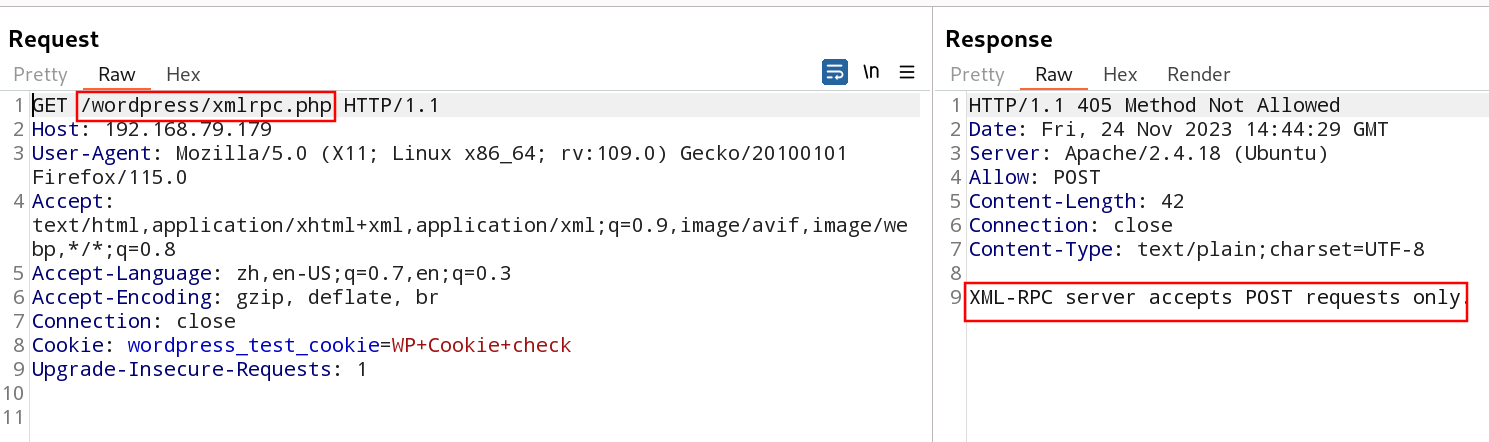 Request
Pretty Raw Hex \n
1 GET /wordpress/xmlrpc.php HTTP/1.1
2 Host: 192.168.79.179
3 User-Agent: Mozilla/5.0 (X11; Linux x86_64; rv:109.0) Gecko/20100101
Firefox/115.0
4 Accept:
text/html,application/xhtml+xml,application/xml;q=0.9,image/avif,image/we
bp,*/*;q=0.8
5 Accept-Language: zh,en-US;q=0.7,en;q=0.3
6 Accept-Encoding: gzip, deflate, br
7 Connection: close
8 Cookie: wordpress_test_cookie=WP+Cookie+check
9 Upgrade-Insecure-Requests: 1
10
11
Response
Pretty Raw Hex Render
1 HTTP/1.1 405 Method Not Allowed
2 Date: Fri, 24 Nov 2023 14:44:29 GMT
3 Server: Apache/2.4.18 (Ubuntu)
4 Allow: POST
5 Content-Length: 42
6 Connection: close
7 Content-Type: text/plain;charset=UTF-8
8
9 XML-RPC server accepts POST requests only.